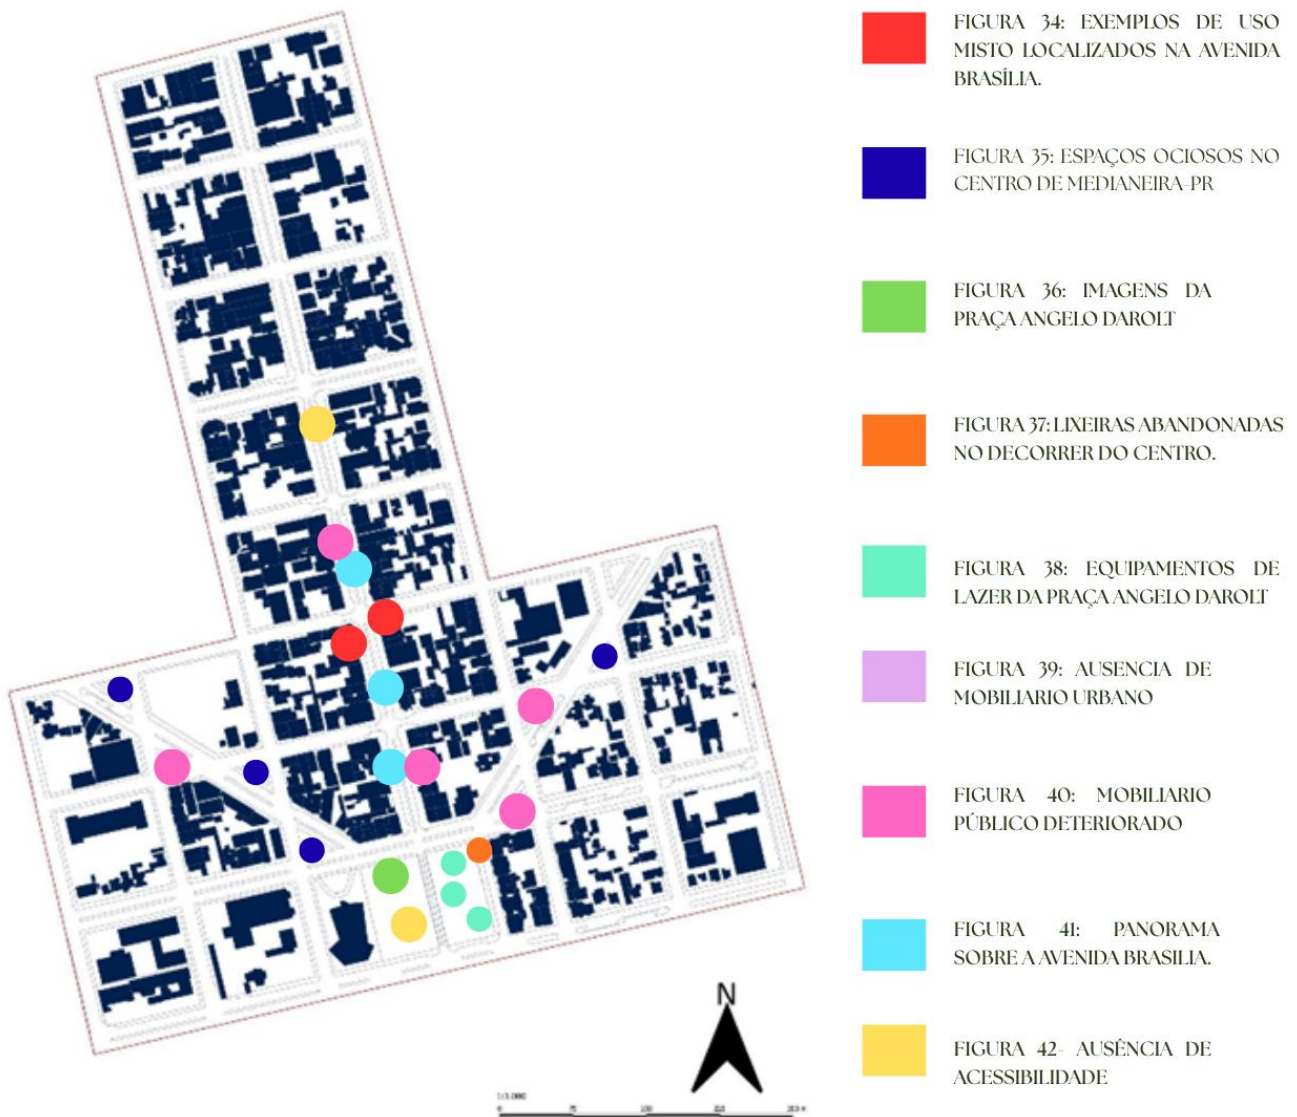 FIGURA 34: EXEMPLOS DE USO
MISTO LOCALIZADOS NA AVENIDA
BRASÍLIA.
FIGURA 35: ESPAÇOS OCIOSOS NO
CENTRO DE MEDIANEIRA-PR
FIGURA 36: IMAGENS DA
PRAÇA ANGELO DAROLT
FIGURA 37: LIXEIRAS ABANDONADAS
NO DECORRER DO CENTRO.
FIGURA 38: EQUIPAMENTOS DE
LAZER DA PRAÇA ANGELO DAROLT
FIGURA 39: AUSENCIA DE
MOBILIARIO URBANO
FIGURA 40: MOBILIARIO
PÚBLICO DETERIORADO
FIGURA 41: PANORAMA
SOBRE A AVENIDA BRASILIA.
FIGURA 42- AUSÊNCIA DE
ACESSIBILIDADE
N
0